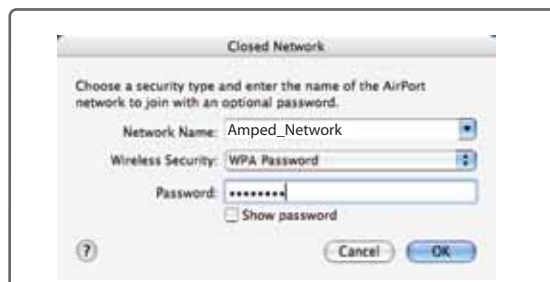 Closed Network
Choose a security type and enter the name of the AirPort
network to join with an optional password.
Network Name: Amped_Network
Wireless Security: WPA Password
Password: ••••••••
Show password
? Cancel OK